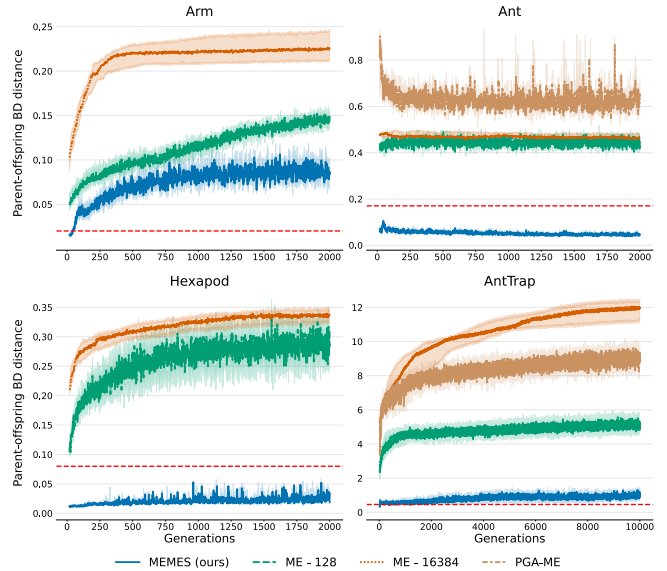 Arm
Parent-offspring BD distance
0.25
0.20
0.15
0.10
0.05
0 250 500 750 1000 1250 1500 1750 2000
Ant
0.8
0.6
0.4
0.2
0.0
0 250 500 750 1000 1250 1500 1750 2000
Hexapod
Parent-offspring BD distance
0.35
0.30
0.25
0.20
0.15
0.10
0.05
0.00
0 250 500 750 1000 1250 1500 1750 2000
Generations
AntTrap
12
10
8
6
4
2
0
0 2000 4000 6000 8000 10000
Generations
MEMES (ours) ME - 128 ME - 16384 PGA-ME